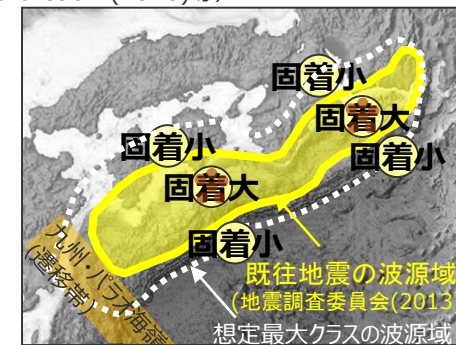 固着小
固着大
固着小
固着小
固着大
固着小
九州・パラオ海嶺
(遷移帯)
既往地震の波源域
(地震調査委員会(2013
想定最大クラスの波源域